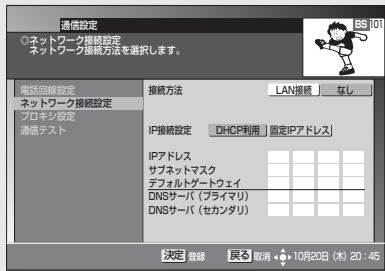 通信設定
BS 101
◎ネットワーク接続設定
ネットワーク接続方法を選択します。
電話回線設定
ネットワーク接続設定
プロキシ設定
通信テスト
接続方法 LAN接続 なし
IP接続設定 DHCP利用 固定IPアドレス
IPアドレス
サブネットマスク
デフォルトゲートウェイ
DNSサーバ（プライマリ）
DNSサーバ（セカンダリ）
決定 登録 戻る 取消 10月20日（木）20：45